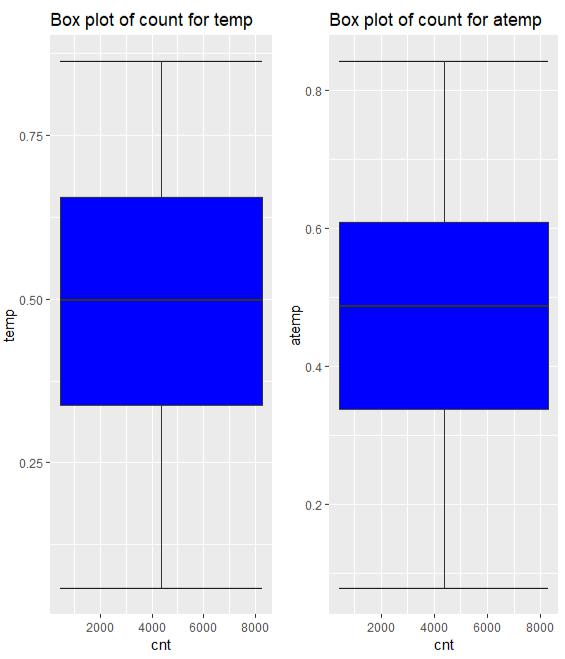 Box plot of count for temp
0.75
0.50
0.25
temp
2000 4000 6000 8000
cnt
Box plot of count for atemp
0.8
0.6
0.4
0.2
atemp
2000 4000 6000 8000
cnt